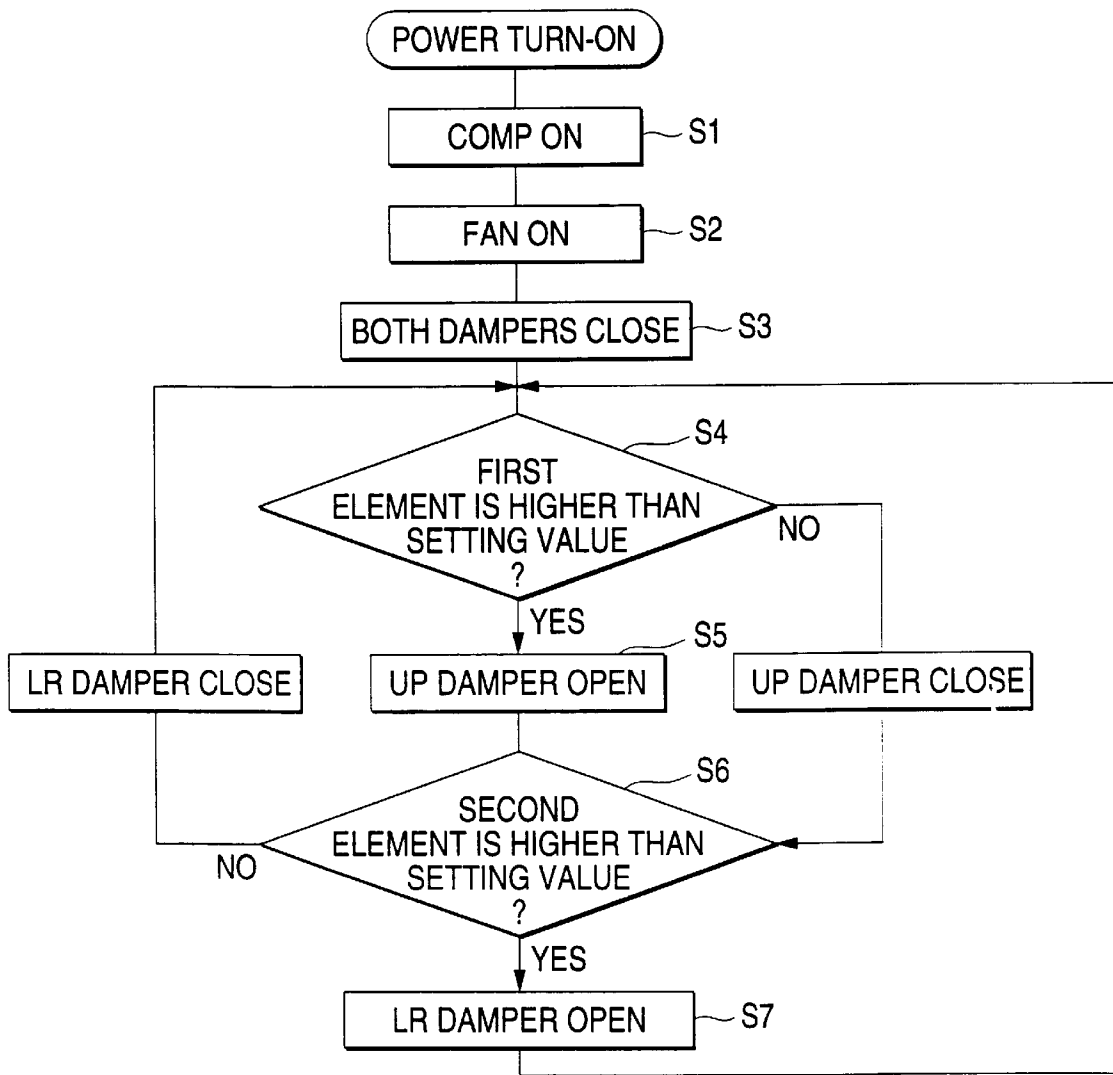 POWER TURN-ON
COMP ON
S1
FAN ON
S2
BOTH DAMPERS CLOSE
S3
S4
FIRST
ELEMENT IS HIGHER THAN
SETTING VALUE
?
NO
YES
S5
LR DAMPER CLOSE
UP DAMPER OPEN
UP DAMPER CLOSE
S6
SECOND
ELEMENT IS HIGHER THAN
SETTING VALUE
?
NO
YES
LR DAMPER OPEN
S7